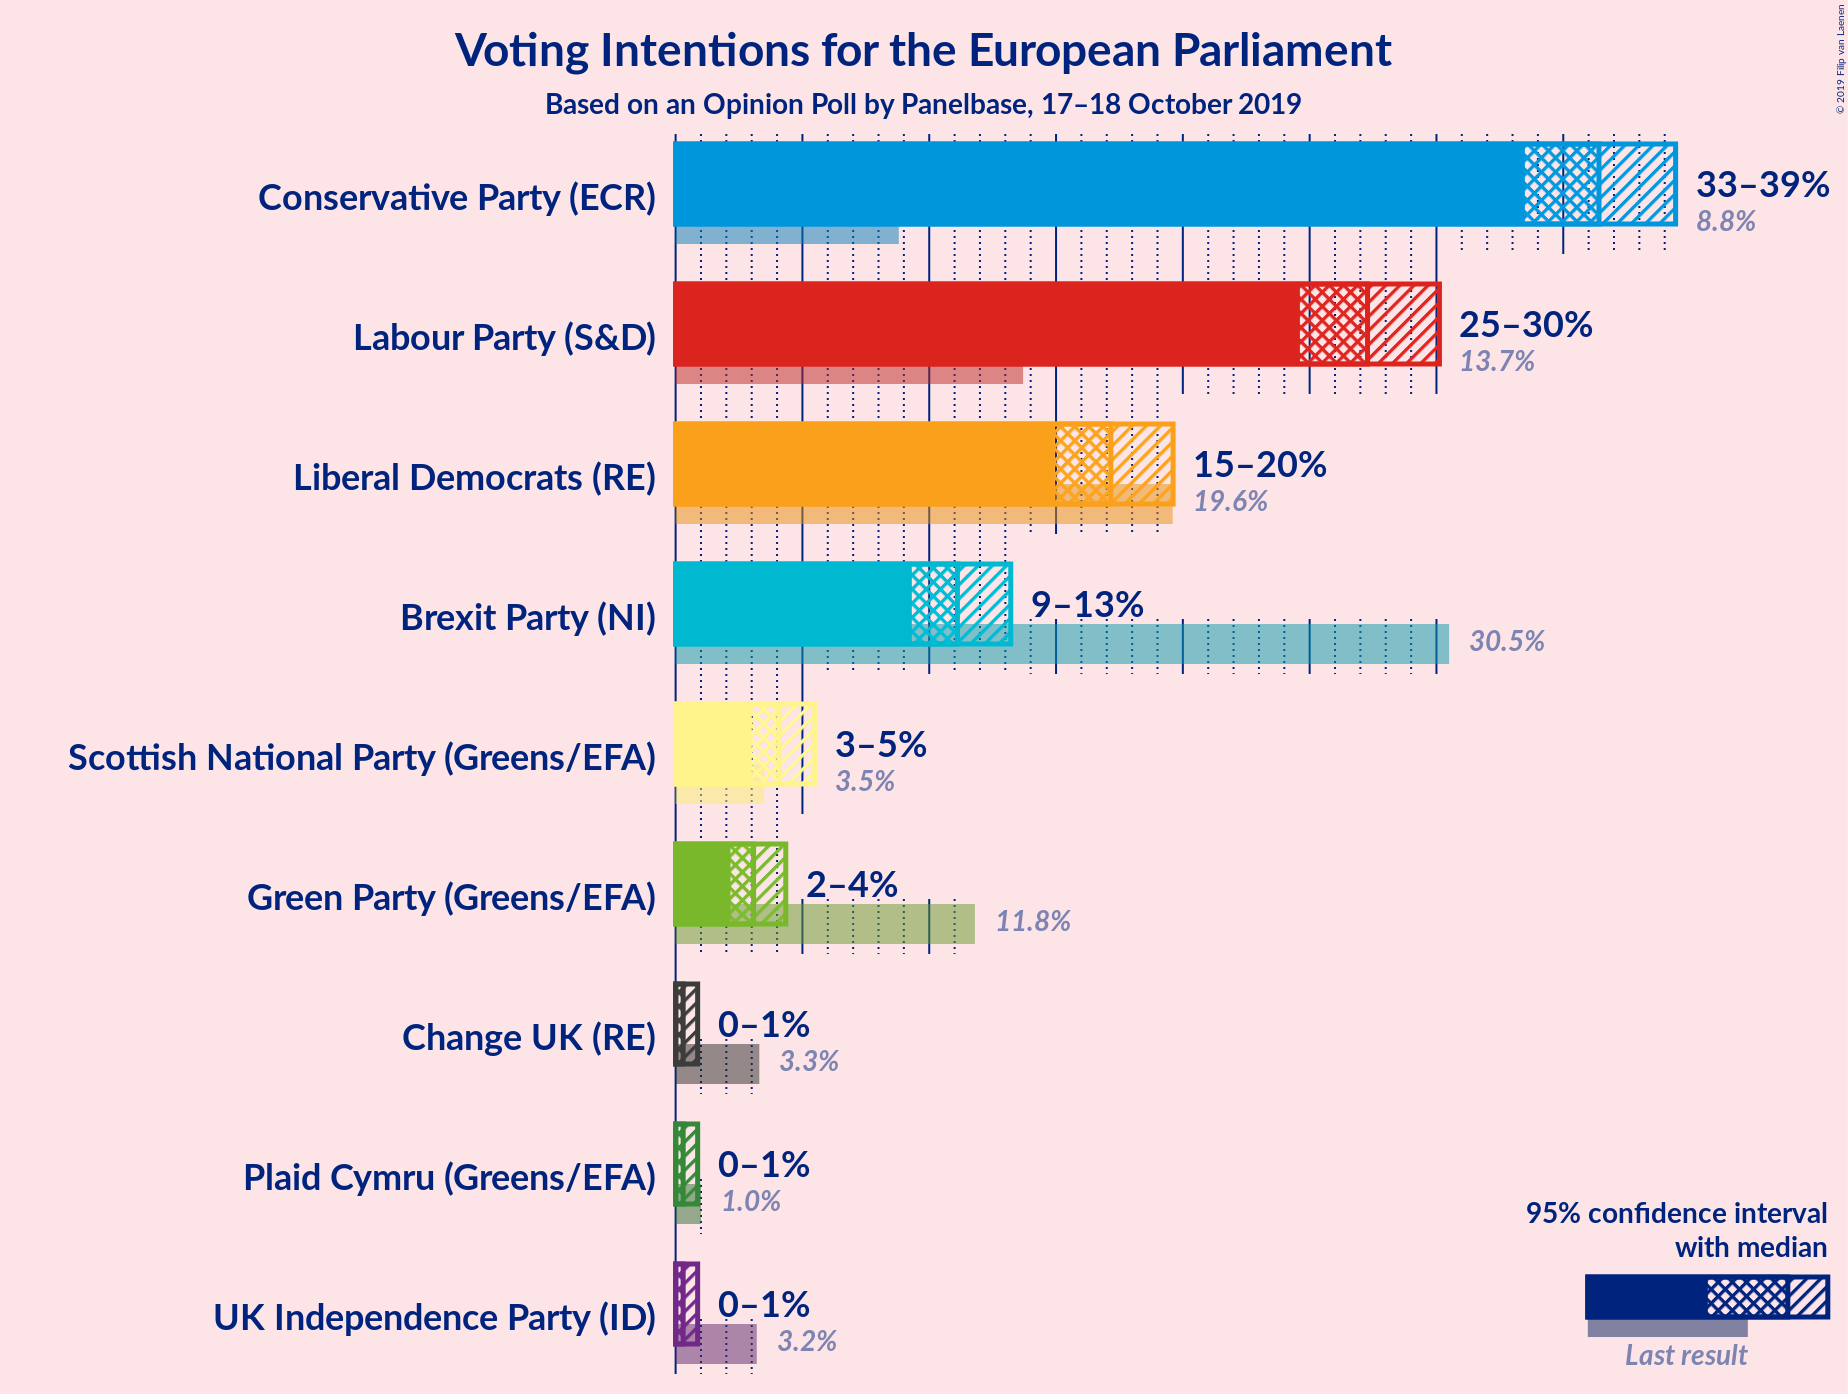 Voting Intentions for the European Parliament
Based on an Opinion Poll by Panelbase, 17–18 October 2019
© 2019 Filip van Laenen
Conservative Party (ECR)
33–39%
8.8%
Labour Party (S&D)
25–30%
13.7%
Liberal Democrats (RE)
15–20%
19.6%
Brexit Party (NI)
9–13%
30.5%
Scottish National Party (Greens/EFA)
3–5%
3.5%
Green Party (Greens/EFA)
2–4%
11.8%
Change UK (RE)
0–1%
3.3%
Plaid Cymru (Greens/EFA)
0–1%
1.0%
UK Independence Party (ID)
0–1%
3.2%
95% confidence interval
with median
Last result